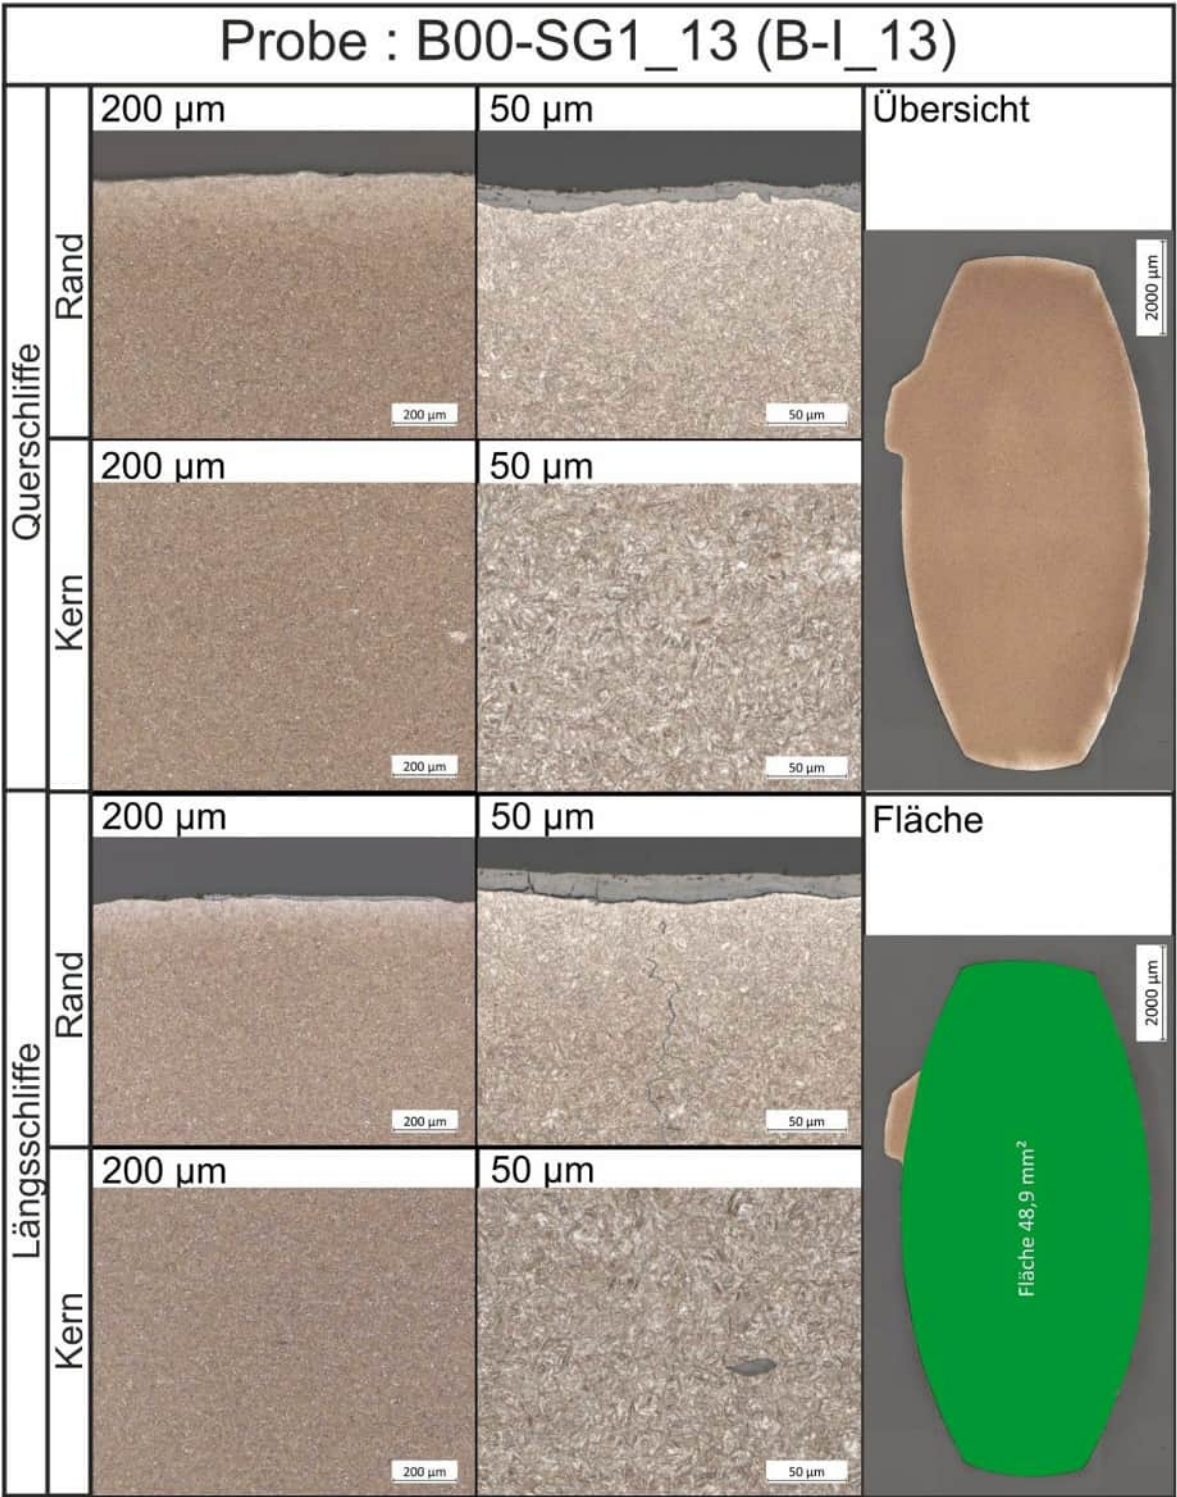 Probe : B00-SG1_13 (B-I_13)
Querschliffe
Rand
200 µm
200 µm
50 µm
50 µm
Übersicht
2000 µm
Kern
200 µm
200 µm
50 µm
50 µm
Längsschliffe
Rand
200 µm
200 µm
50 µm
50 µm
Fläche
2000 µm
Fläche 48,9 mm²
Kern
200 µm
200 µm
50 µm
50 µm